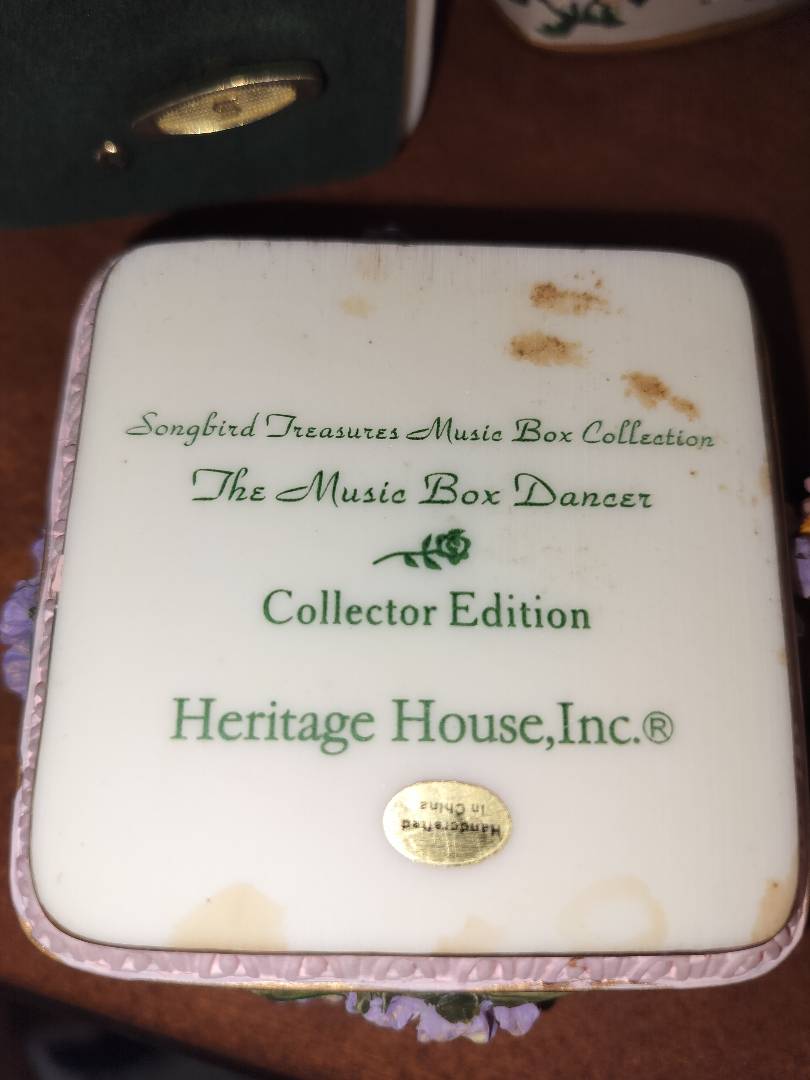 Songbird Treasures Music Box Collection
The Music Box Dancer
Collector Edition
Heritage House,Inc.®
Handcrafted
in China